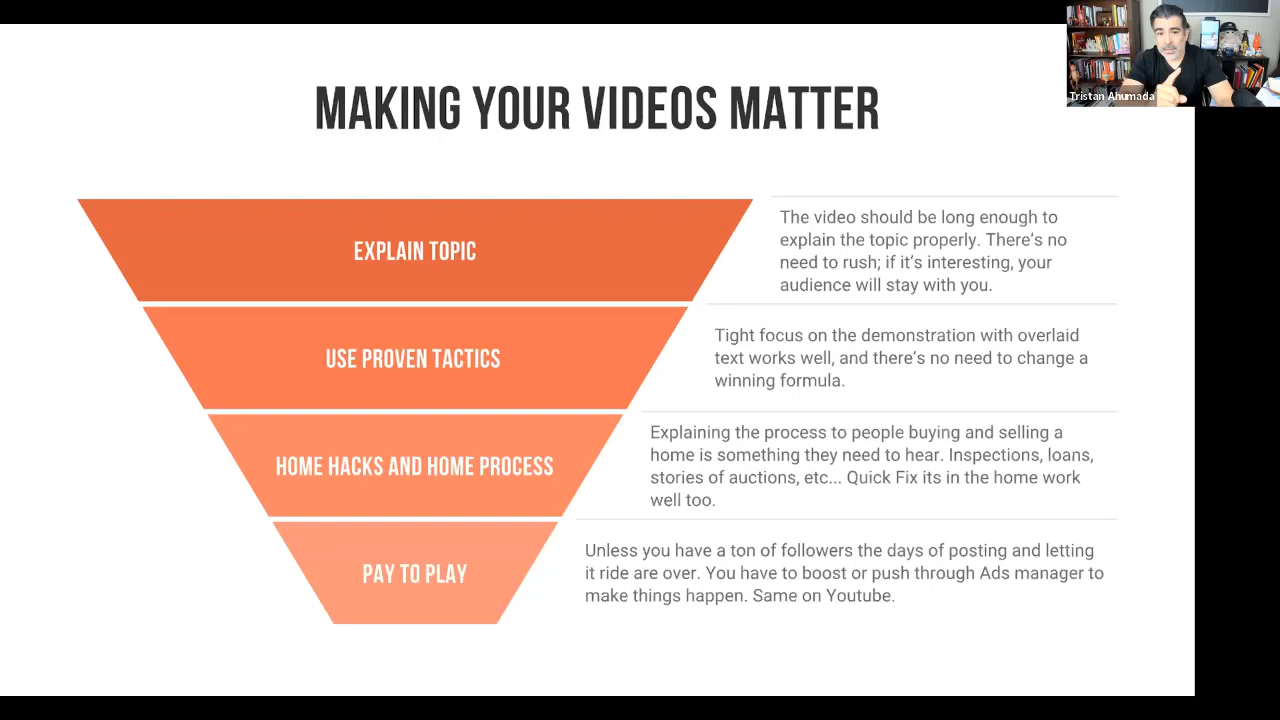 Tristan Ahumada
MAKING YOUR VIDEOS MATTER
EXPLAIN TOPIC
The video should be long enough to
explain the topic properly. There's no
need to rush; if it's interesting, your
audience will stay with you.
USE PROVEN TACTICS
Tight focus on the demonstration with overlaid
text works well, and there's no need to change a
winning formula.
HOME HACKS AND HOME PROCESS
Explaining the process to people buying and selling a
home is something they need to hear. Inspections, loans,
stories of auctions, etc... Quick Fix its in the home work
well too.
PAY TO PLAY
Unless you have a ton of followers the days of posting and letting
it ride are over. You have to boost or push through Ads manager to
make things happen. Same on Youtube.